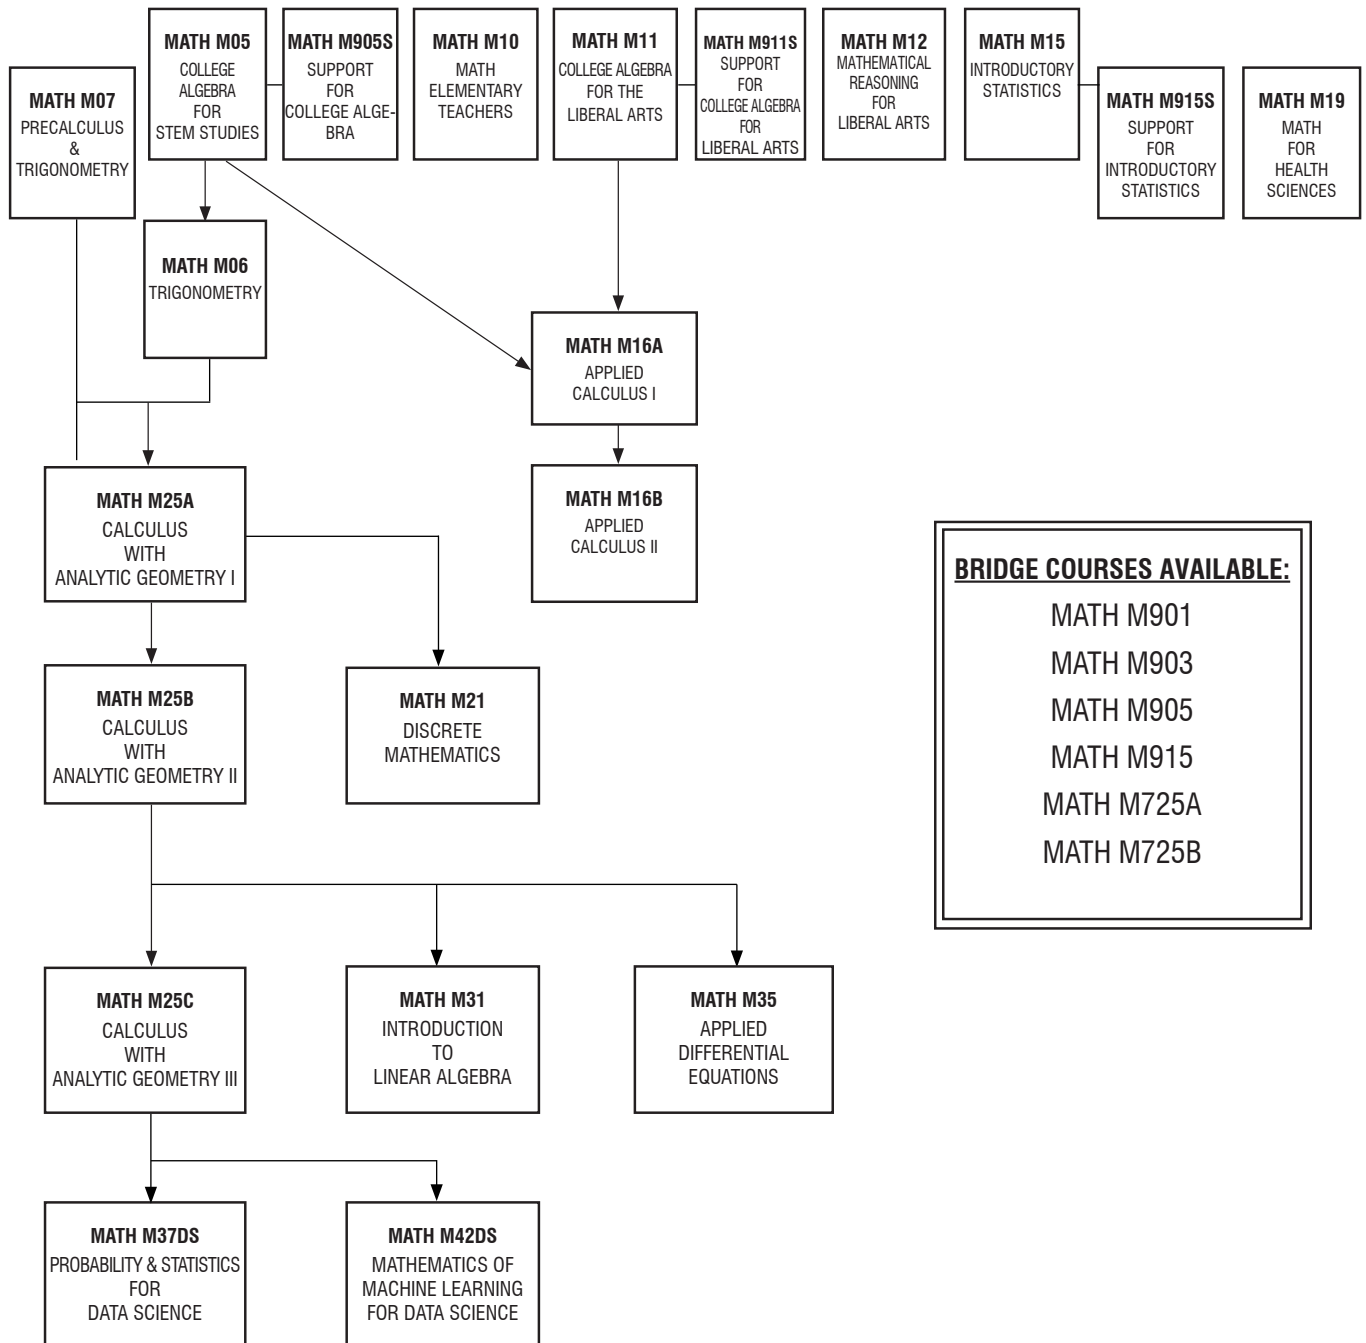 MATH M07
PRECALCULUS
&
TRIGONOMETRY
MATH M05
COLLEGE
ALGEBRA
FOR
STEM STUDIES
MATH M905S
SUPPORT
FOR
COLLEGE ALGE-
BRA
MATH M10
MATH
ELEMENTARY
TEACHERS
MATH M11
COLLEGE ALGEBRA
FOR THE
LIBERAL ARTS
MATH M911S
SUPPORT
FOR
COLLEGE ALGEBRA
FOR
LIBERAL ARTS
MATH M12
MATHEMATICAL
REASONING
FOR
LIBERAL ARTS
MATH M15
INTRODUCTORY
STATISTICS
MATH M915S
SUPPORT
FOR
INTRODUCTORY
STATISTICS
MATH M19
MATH
FOR
HEALTH
SCIENCES
MATH M06
TRIGONOMETRY
MATH M16A
APPLIED
CALCULUS I
MATH M16B
APPLIED
CALCULUS II
MATH M25A
CALCULUS
WITH
ANALYTIC GEOMETRY I
MATH M25B
CALCULUS
WITH
ANALYTIC GEOMETRY II
MATH M21
DISCRETE
MATHEMATICS
BRIDGE COURSES AVAILABLE:
MATH M901
MATH M903
MATH M905
MATH M915
MATH M725A
MATH M725B
MATH M25C
CALCULUS
WITH
ANALYTIC GEOMETRY III
MATH M31
INTRODUCTION
TO
LINEAR ALGEBRA
MATH M35
APPLIED
DIFFERENTIAL
EQUATIONS
MATH M37DS
PROBABILITY & STATISTICS
FOR
DATA SCIENCE
MATH M42DS
MATHEMATICS OF
MACHINE LEARNING
FOR DATA SCIENCE